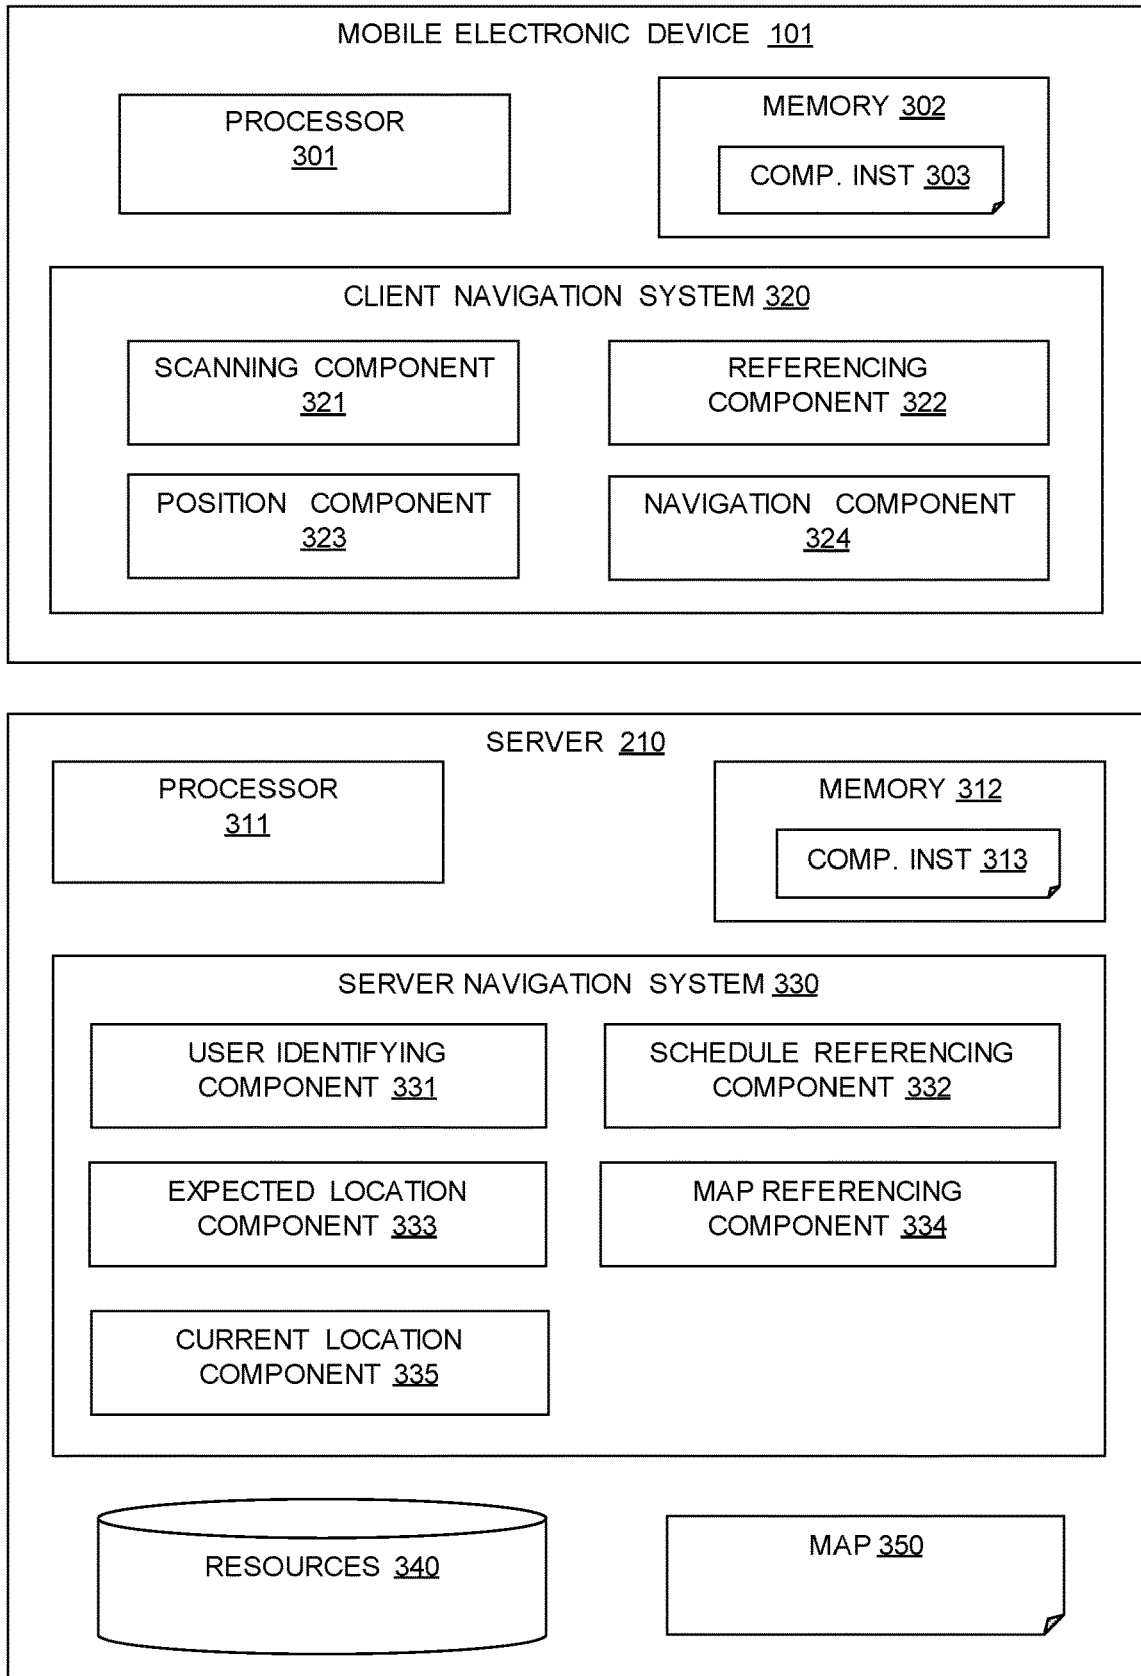 MOBILE ELECTRONIC DEVICE 101
PROCESSOR
301
MEMORY 302
COMP. INST 303
CLIENT NAVIGATION SYSTEM 320
SCANNING COMPONENT
321
REFERENCING
COMPONENT 322
POSITION COMPONENT
323
NAVIGATION COMPONENT
324
SERVER 210
PROCESSOR
311
MEMORY 312
COMP. INST 313
SERVER NAVIGATION SYSTEM 330
USER IDENTIFYING
COMPONENT 331
SCHEDULE REFERENCING
COMPONENT 332
EXPECTED LOCATION
COMPONENT 333
MAP REFERENCING
COMPONENT 334
CURRENT LOCATION
COMPONENT 335
RESOURCES 340
MAP 350